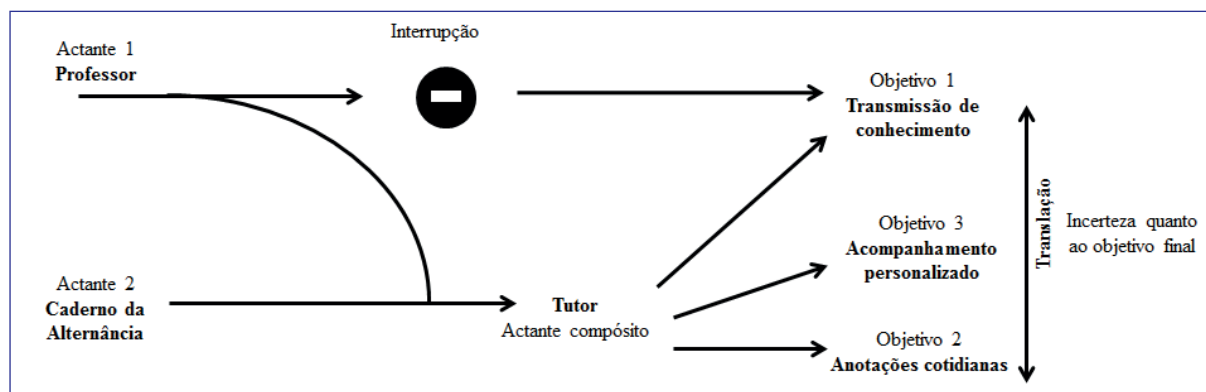 Actante 1
Professor
Interrupção
Objetivo 1
Transmissão de
conhecimento
Actante 2
Caderno da
Alternância
Tutor
Actante compósito
Objetivo 3
Acompanhamento
personalizado
Objetivo 2
Anotações cotidianas
Translação
Incerteza quanto
ao objetivo final